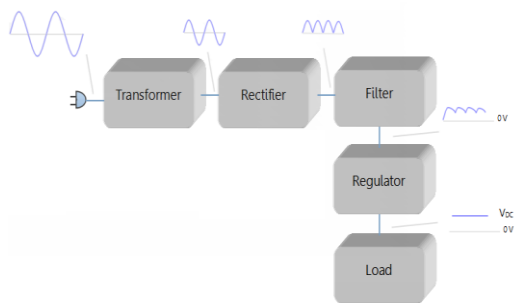 Transformer
Rectifier
Filter
0V
Regulator
VDC
0V
Load